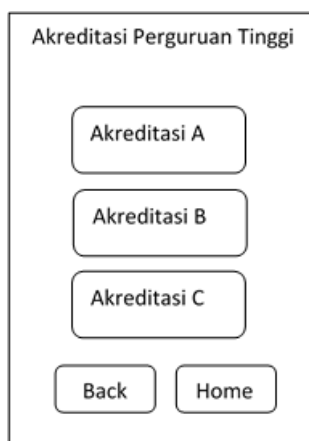 Akreditasi Perguruan Tinggi
Akreditasi A
Akreditasi B
Akreditasi C
Back Home